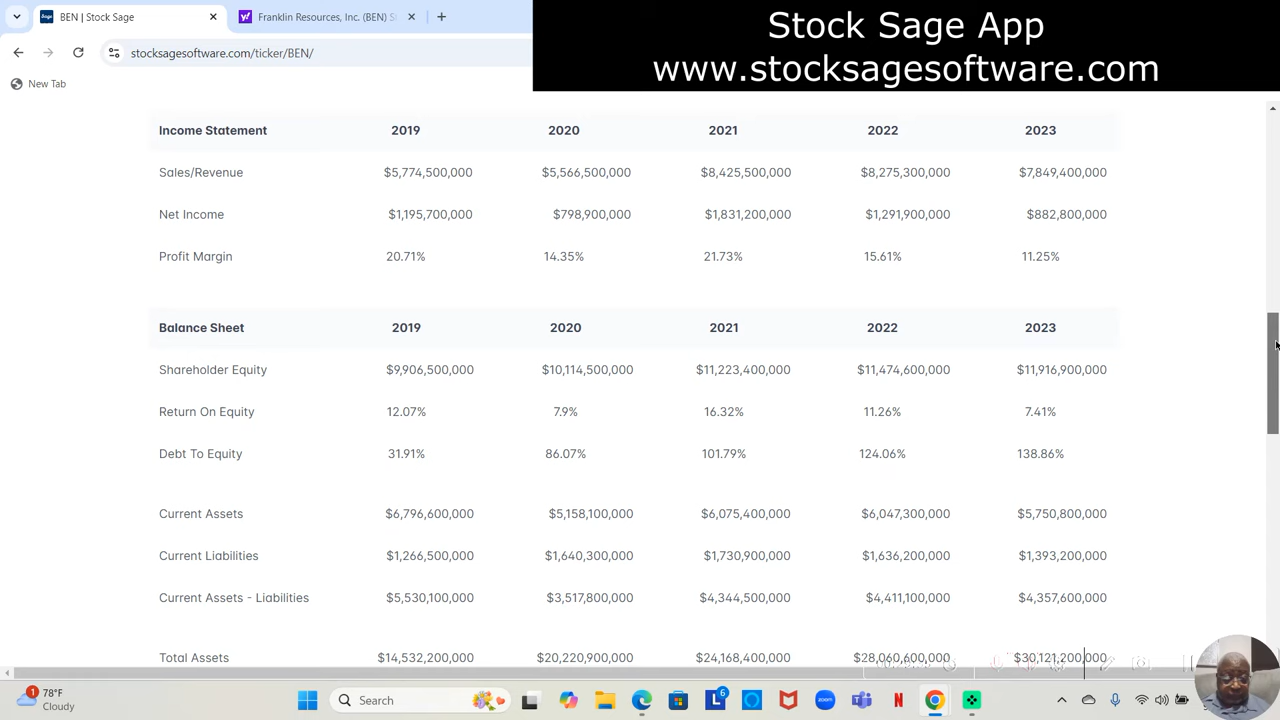 BEN | Stock Sage
Franklin Resources, Inc. (BEN) S
Stock Sage App
www.stocksagesoftware.com
stocksagesoftware.com/ticker/BEN/
New Tab
Income Statement 2019 2020 2021 2022 2023
Sales/Revenue $5,774,500,000 $5,566,500,000 $8,425,500,000 $8,275,300,000 $7,849,400,000
Net Income $1,195,700,000 $798,900,000 $1,831,200,000 $1,291,900,000 $882,800,000
Profit Margin 20.71% 14.35% 21.73% 15.61% 11.25%
Balance Sheet 2019 2020 2021 2022 2023
Shareholder Equity $9,906,500,000 $10,114,500,000 $11,223,400,000 $11,474,600,000 $11,916,900,000
Return On Equity 12.07% 7.9% 16.32% 11.26% 7.41%
Debt To Equity 31.91% 86.07% 101.79% 124.06% 138.86%
Current Assets $6,796,600,000 $5,158,100,000 $6,075,400,000 $6,047,300,000 $5,750,800,000
Current Liabilities $1,266,500,000 $1,640,300,000 $1,730,900,000 $1,636,200,000 $1,393,200,000
Current Assets - Liabilities $5,530,100,000 $3,517,800,000 $4,344,500,000 $4,411,100,000 $4,357,600,000
Total Assets $14,532,200,000 $20,220,900,000 $24,168,400,000 $28,060,600,000 $30,121,200,000
1
78°F
Cloudy
Search
L
6
N